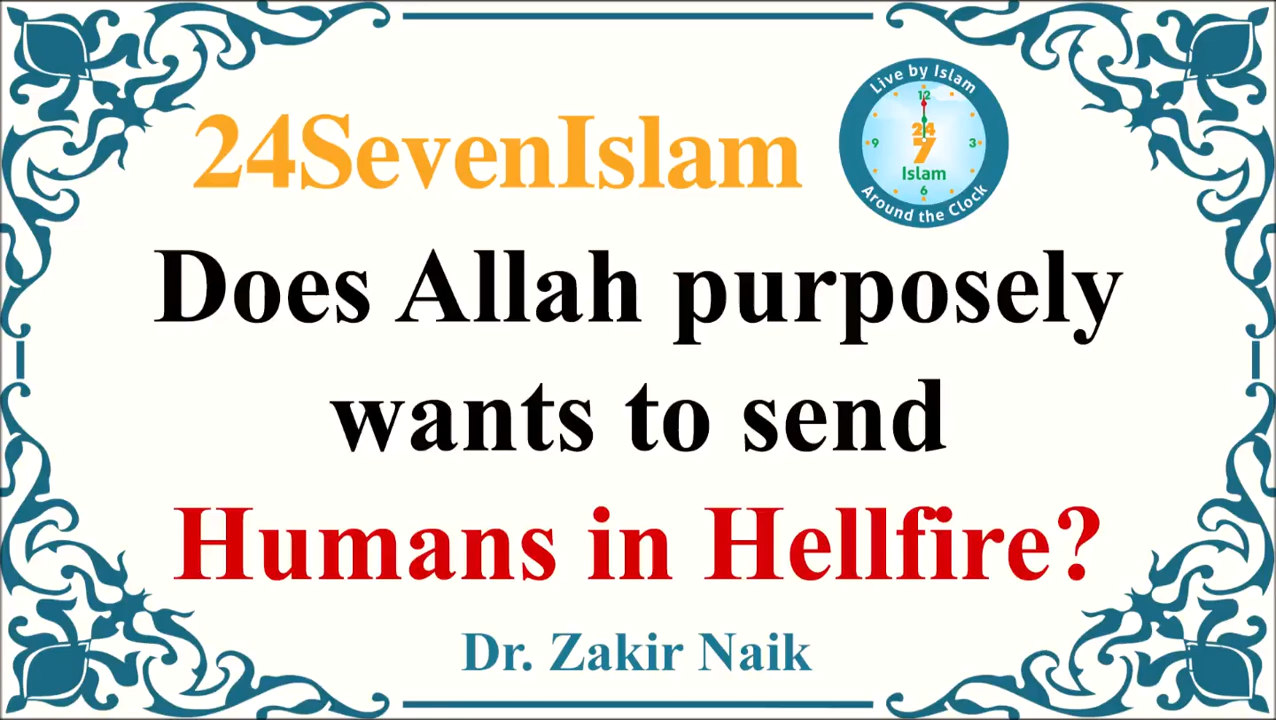 24SevenIslam
Live by Islam
12
24
7
9
3
Islam
6
Around the Clock
Does Allah purposely
wants to send
Humans in Hellfire?
Dr. Zakir Naik